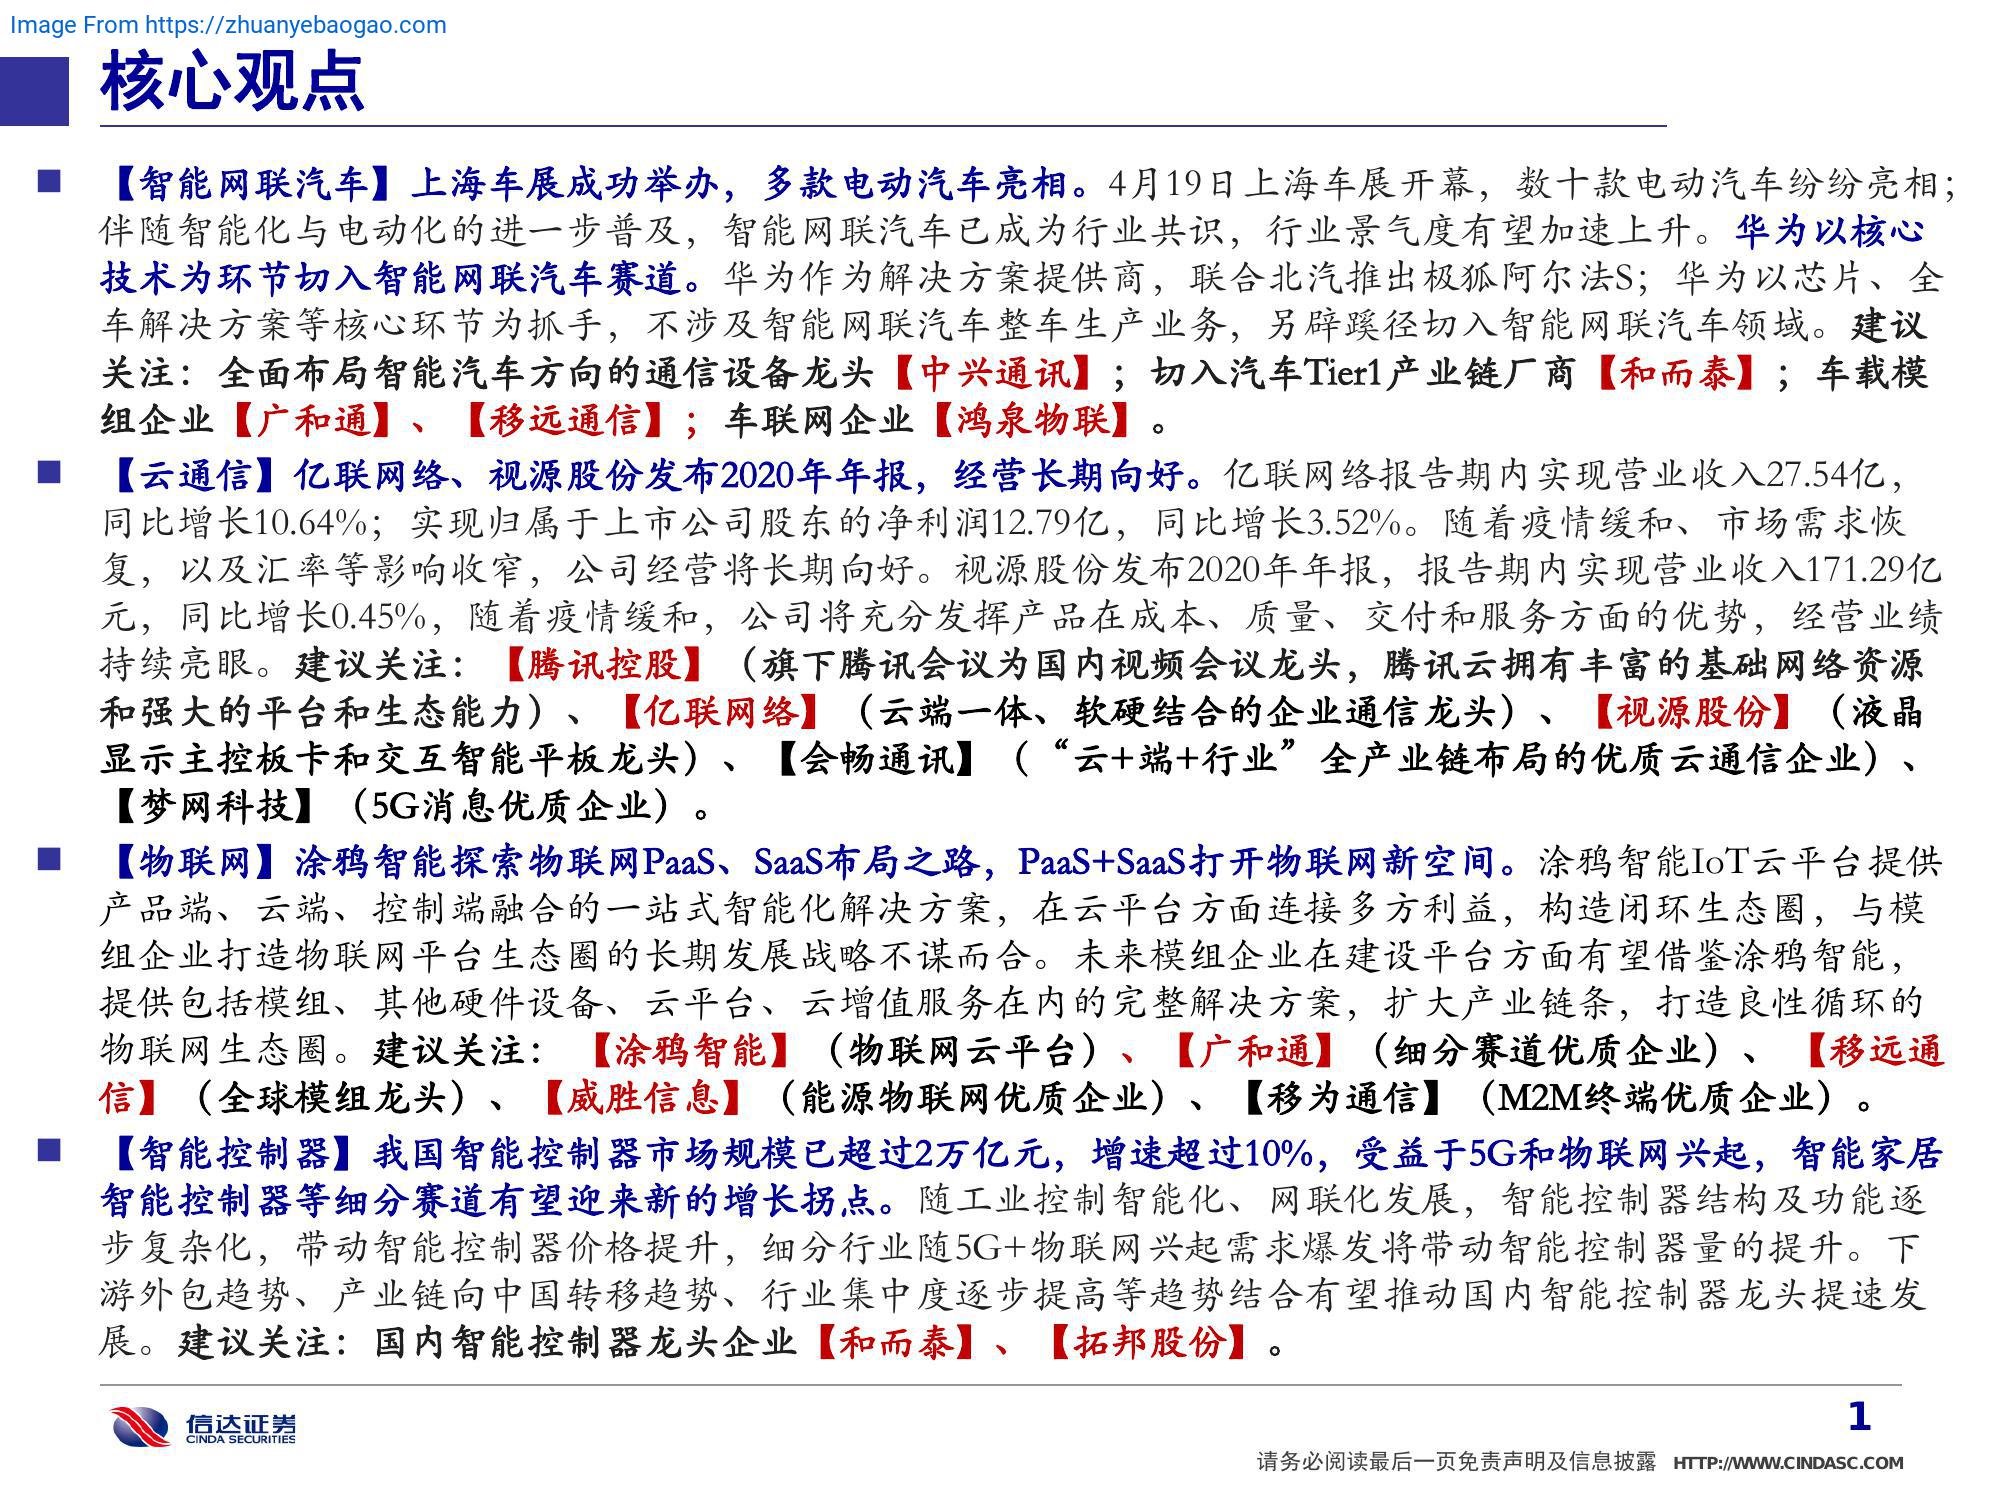 Image From https://zhuanyebaogao.com
核心观点
【智能网联汽车】上海车展成功举办，多款电动汽车亮相。4月19日上海车展开幕，数十款电动汽车纷纷亮相；
伴随智能化与电动化的进一步普及，智能网联汽车已成为行业共识，行业景气度有望加速上升。华为以核心
技术为环节切入智能网联汽车赛道。华为作为解决方案提供商，联合北汽推出极狐阿尔法S；华为以芯片、全
车解决方案等核心环节为抓手，不涉及智能网联汽车整车生产业务，另辟蹊径切入智能网联汽车领域。建议
关注：全面布局智能汽车方向的通信设备龙头【中兴通讯】；切入汽车Tier1产业链厂商【和而泰】；车载模
组企业【广和通】、【移远通信】；车联网企业【鸿泉物联】。
【云通信】亿联网络、视源股份发布2020年年报，经营长期向好。亿联网络报告期内实现营业收入27.54亿，
同比增长10.64%；实现归属于上市公司股东的净利润12.79亿，同比增长3.52%。随着疫情缓和、市场需求恢
复，以及汇率等影响收窄，公司经营将长期向好。视源股份发布2020年年报，报告期内实现营业收入171.29亿
元，同比增长0.45%，随着疫情缓和，公司将充分发挥产品在成本、质量、交付和服务方面的优势，经营业绩
持续亮眼。建议关注：【腾讯控股】（旗下腾讯会议为国内视频会议龙头，腾讯云拥有丰富的基础网络资源
和强大的平台和生态能力）、【亿联网络】（云端一体、软硬结合的企业通信龙头）、【视源股份】（液晶
显示主控板卡和交互智能平板龙头）、【会畅通讯】（“云+端+行业”全产业链布局的优质云通信企业）、
【梦网科技】（5G消息优质企业）。
【物联网】涂鸦智能探索物联网PaaS、SaaS布局之路，PaaS+SaaS打开物联网新空间。涂鸦智能IoT云平台提供
产品端、云端、控制端融合的一站式智能化解决方案，在云平台方面连接多方利益，构造闭环生态圈，与模
组企业打造物联网平台生态圈的长期发展战略不谋而合。未来模组企业在建设平台方面有望借鉴涂鸦智能，
提供包括模组、其他硬件设备、云平台、云增值服务在内的完整解决方案，扩大产业链条，打造良性循环的
物联网生态圈。建议关注：【涂鸦智能】（物联网云平台）、【广和通】（细分赛道优质企业）、【移远通
信】（全球模组龙头）、【威胜信息】（能源物联网优质企业）、【移为通信】（M2M终端优质企业）。
【智能控制器】我国智能控制器市场规模已超过2万亿元，增速超过10%，受益于5G和物联网兴起，智能家居
智能控制器等细分赛道有望迎来新的增长拐点。随工业控制智能化、网联化发展，智能控制器结构及功能逐
步复杂化，带动智能控制器价格提升，细分行业随5G+物联网兴起需求爆发将带动智能控制器量的提升。下
游外包趋势、产业链向中国转移趋势、行业集中度逐步提高等趋势结合有望推动国内智能控制器龙头提速发
展。建议关注：国内智能控制器龙头企业【和而泰】、【拓邦股份】。
信达证券
CINDA SECURITIES
1
请务必阅读最后一页免责声明及信息披露 HTTP://WWW.CINDASC.COM